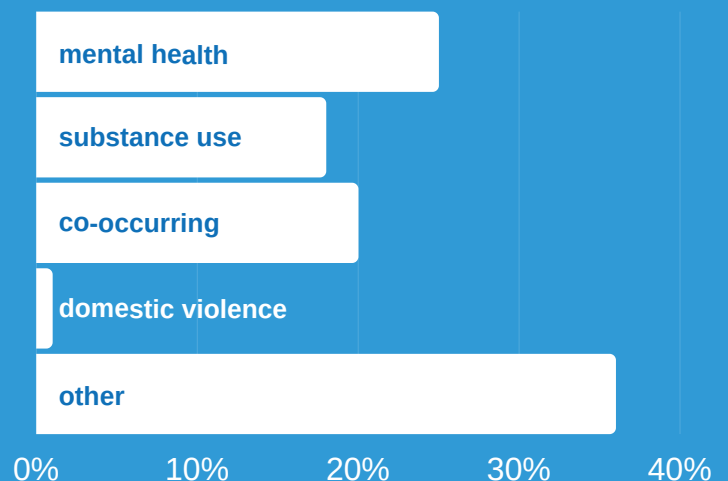 mental health
substance use
co-occurring
domestic violence
other
0% 10% 20% 30% 40%